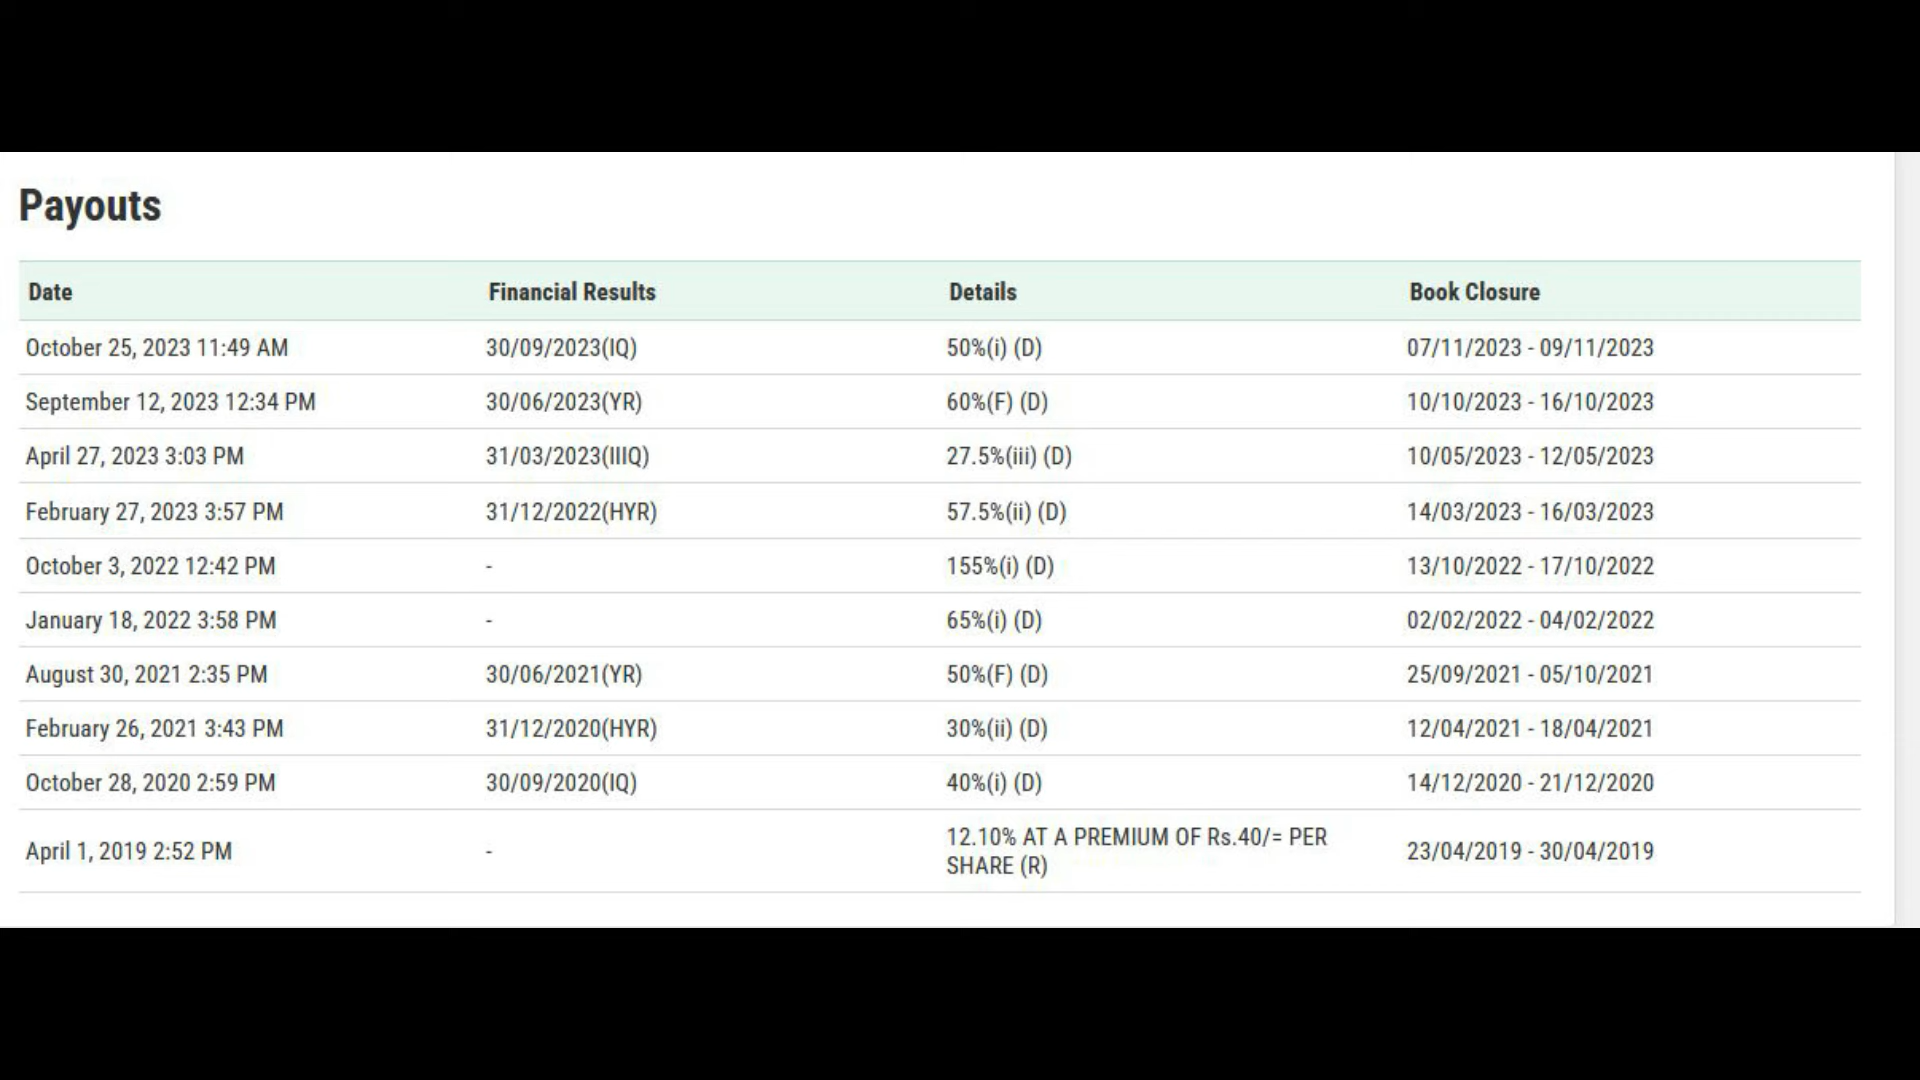 Payouts
Date Financial Results Details Book Closure
October 25, 2023 11:49 AM 30/09/2023(IQ) 50%(i) (D) 07/11/2023 - 09/11/2023
September 12, 2023 12:34 PM 30/06/2023(YR) 60%(F) (D) 10/10/2023 - 16/10/2023
April 27, 2023 3:03 PM 31/03/2023(IIIQ) 27.5%(iii) (D) 10/05/2023 - 12/05/2023
February 27, 2023 3:57 PM 31/12/2022(HYR) 57.5%(ii) (D) 14/03/2023 - 16/03/2023
October 3, 2022 12:42 PM - 155%(i) (D) 13/10/2022 - 17/10/2022
January 18, 2022 3:58 PM - 65%(i) (D) 02/02/2022 - 04/02/2022
August 30, 2021 2:35 PM 30/06/2021(YR) 50%(F) (D) 25/09/2021 - 05/10/2021
February 26, 2021 3:43 PM 31/12/2020(HYR) 30%(ii) (D) 12/04/2021 - 18/04/2021
October 28, 2020 2:59 PM 30/09/2020(IQ) 40%(i) (D) 14/12/2020 - 21/12/2020
April 1, 2019 2:52 PM - 12.10% AT A PREMIUM OF Rs.40/= PER
SHARE (R) 23/04/2019 - 30/04/2019